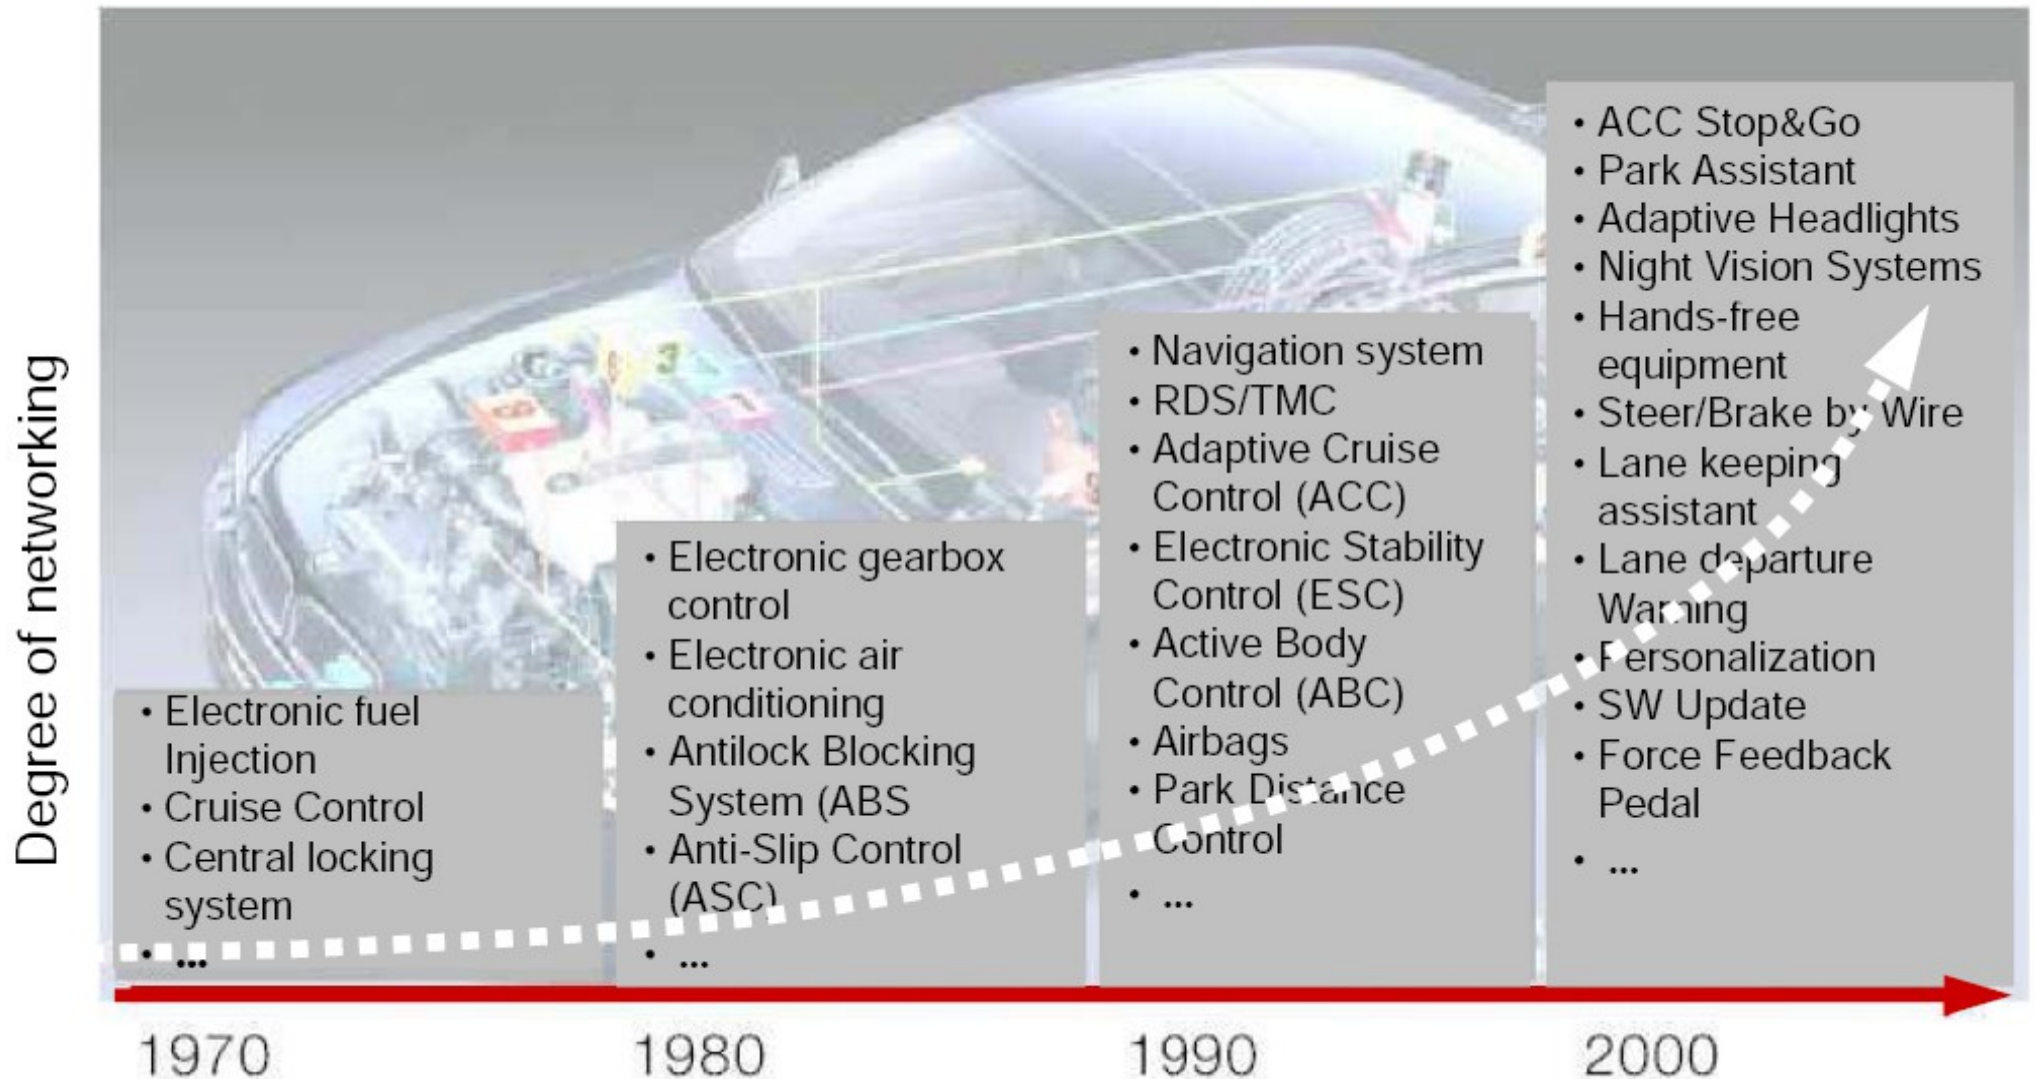 Degree of networking
• Electronic fuel
Injection
• Cruise Control
• Central locking
system
• ...
• Electronic gearbox
control
• Electronic air
conditioning
• Antilock Blocking
System (ABS
• Anti-Slip Control
(ASC)
• ...
• Navigation system
• RDS/TMC
• Adaptive Cruise
Control (ACC)
• Electronic Stability
Control (ESC)
• Active Body
Control (ABC)
• Airbags
• Park Distance
Control
• ...
• ACC Stop&Go
• Park Assistant
• Adaptive Headlights
• Night Vision Systems
• Hands-free
equipment
• Steer/Brake by Wire
• Lane keeping
assistant
• Lane departure
Warning
• Personalization
• SW Update
• Force Feedback
Pedal
• ...
3
1970
1980
1990
2000